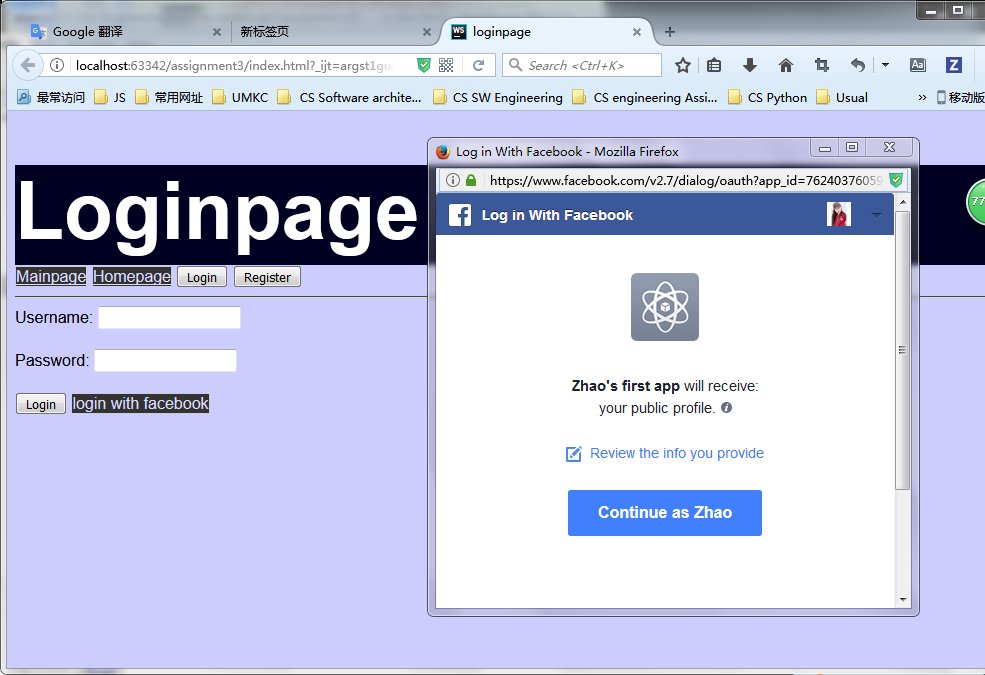 Google 翻译
新标签页
WS
loginpage
localhost:63342/assignment3/index.html?_ijt=argst1gui
Search <Ctrl+K>
Aa
Z
最常访问
JS
常用网址
UMKC
CS Software archite...
CS SW Engineering
CS engineering Assi...
CS Python
Usual
»
移动版
Log in With Facebook - Mozilla Firefox
https://www.facebook.com/v2.7/dialog/oauth?app_id=76240376059
Log in With Facebook
77
Loginpage
Mainpage Homepage Login Register
Username:
Password:
Login login with facebook
Zhao's first app will receive:
your public profile.
Review the info you provide
Continue as Zhao